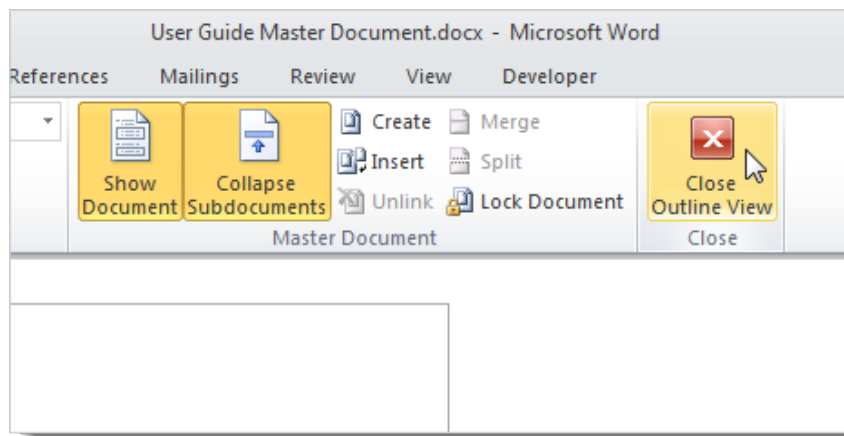 User Guide Master Document.docx - Microsoft Word
References Mailings Review View Developer
Show Document
Collapse Subdocuments
Create
Insert
Unlink
Merge
Split
Lock Document
Close Outline View
Master Document
Close